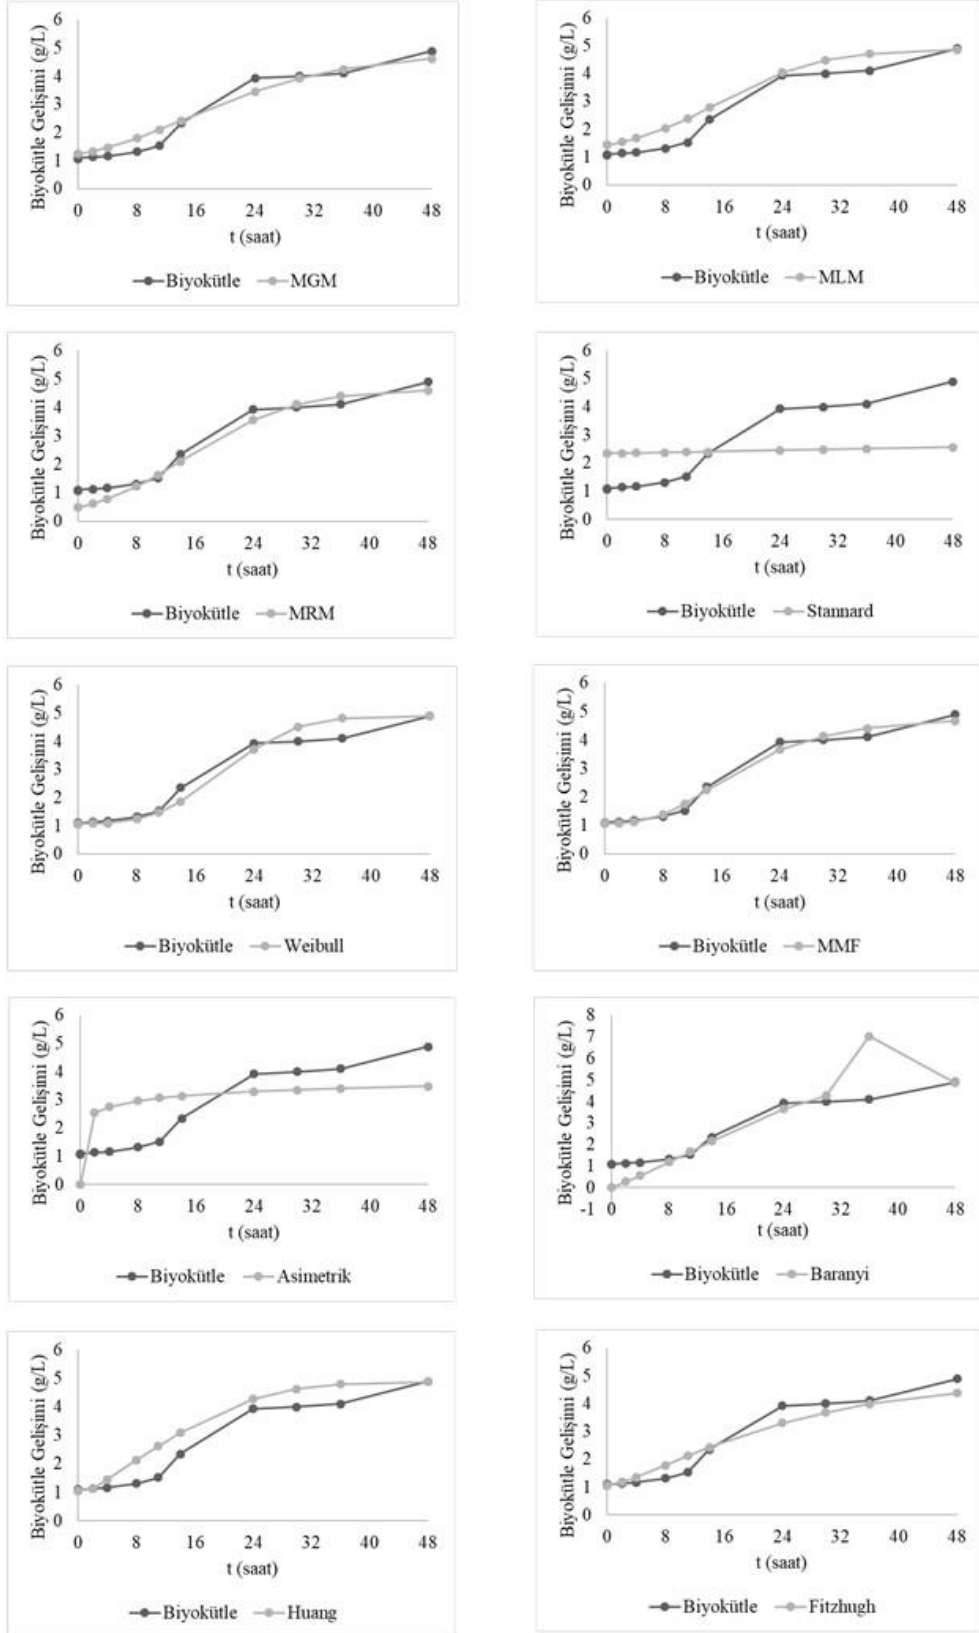 Biyokütle Gelişimi (g/L)
6
5
4
3
2
1
0
0 8 16 24 32 40 48
t (saat)
Biyokütle MGM
Biyokütle Gelişimi (g/L)
6
5
4
3
2
1
0
0 8 16 24 32 40 48
t (saat)
Biyokütle MLM
Biyokütle Gelişimi (g/L)
6
5
4
3
2
1
0
0 8 16 24 32 40 48
t (saat)
Biyokütle MRM
Biyokütle Gelişimi (g/L)
6
5
4
3
2
1
0
0 8 16 24 32 40 48
t (saat)
Biyokütle Stannard
Biyokütle Gelişimi (g/L)
6
5
4
3
2
1
0
0 8 16 24 32 40 48
t (saat)
Biyokütle Weibull
Biyokütle Gelişimi (g/L)
6
5
4
3
2
1
0
0 8 16 24 32 40 48
t (saat)
Biyokütle MMF
Biyokütle Gelişimi (g/L)
6
5
4
3
2
1
0
0 8 16 24 32 40 48
t (saat)
Biyokütle Asimetrik
Biyokütle Gelişimi (g/L)
8
7
6
5
4
3
2
1
0
-1
0 8 16 24 32 40 48
t (saat)
Biyokütle Baranyi
Biyokütle Gelişimi (g/L)
6
5
4
3
2
1
0
0 8 16 24 32 40 48
t (saat)
Biyokütle Huang
Biyokütle Gelişimi (g/L)
6
5
4
3
2
1
0
0 8 16 24 32 40 48
t (saat)
Biyokütle Fitzhugh